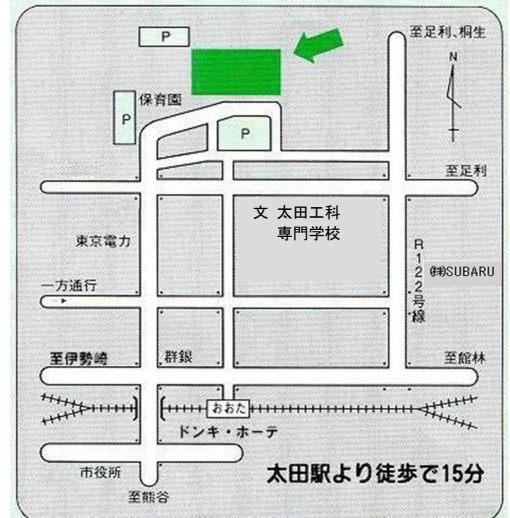 P
至足利、桐生
N
保育園
P
P
至足利
文 太田工科
専門学校
東京電力
R122号線
㈱SUBARU
一方通行
至伊勢崎
群銀
至館林
おおた
ドンキ・ホーテ
市役所
太田駅より徒歩で15分
至熊谷